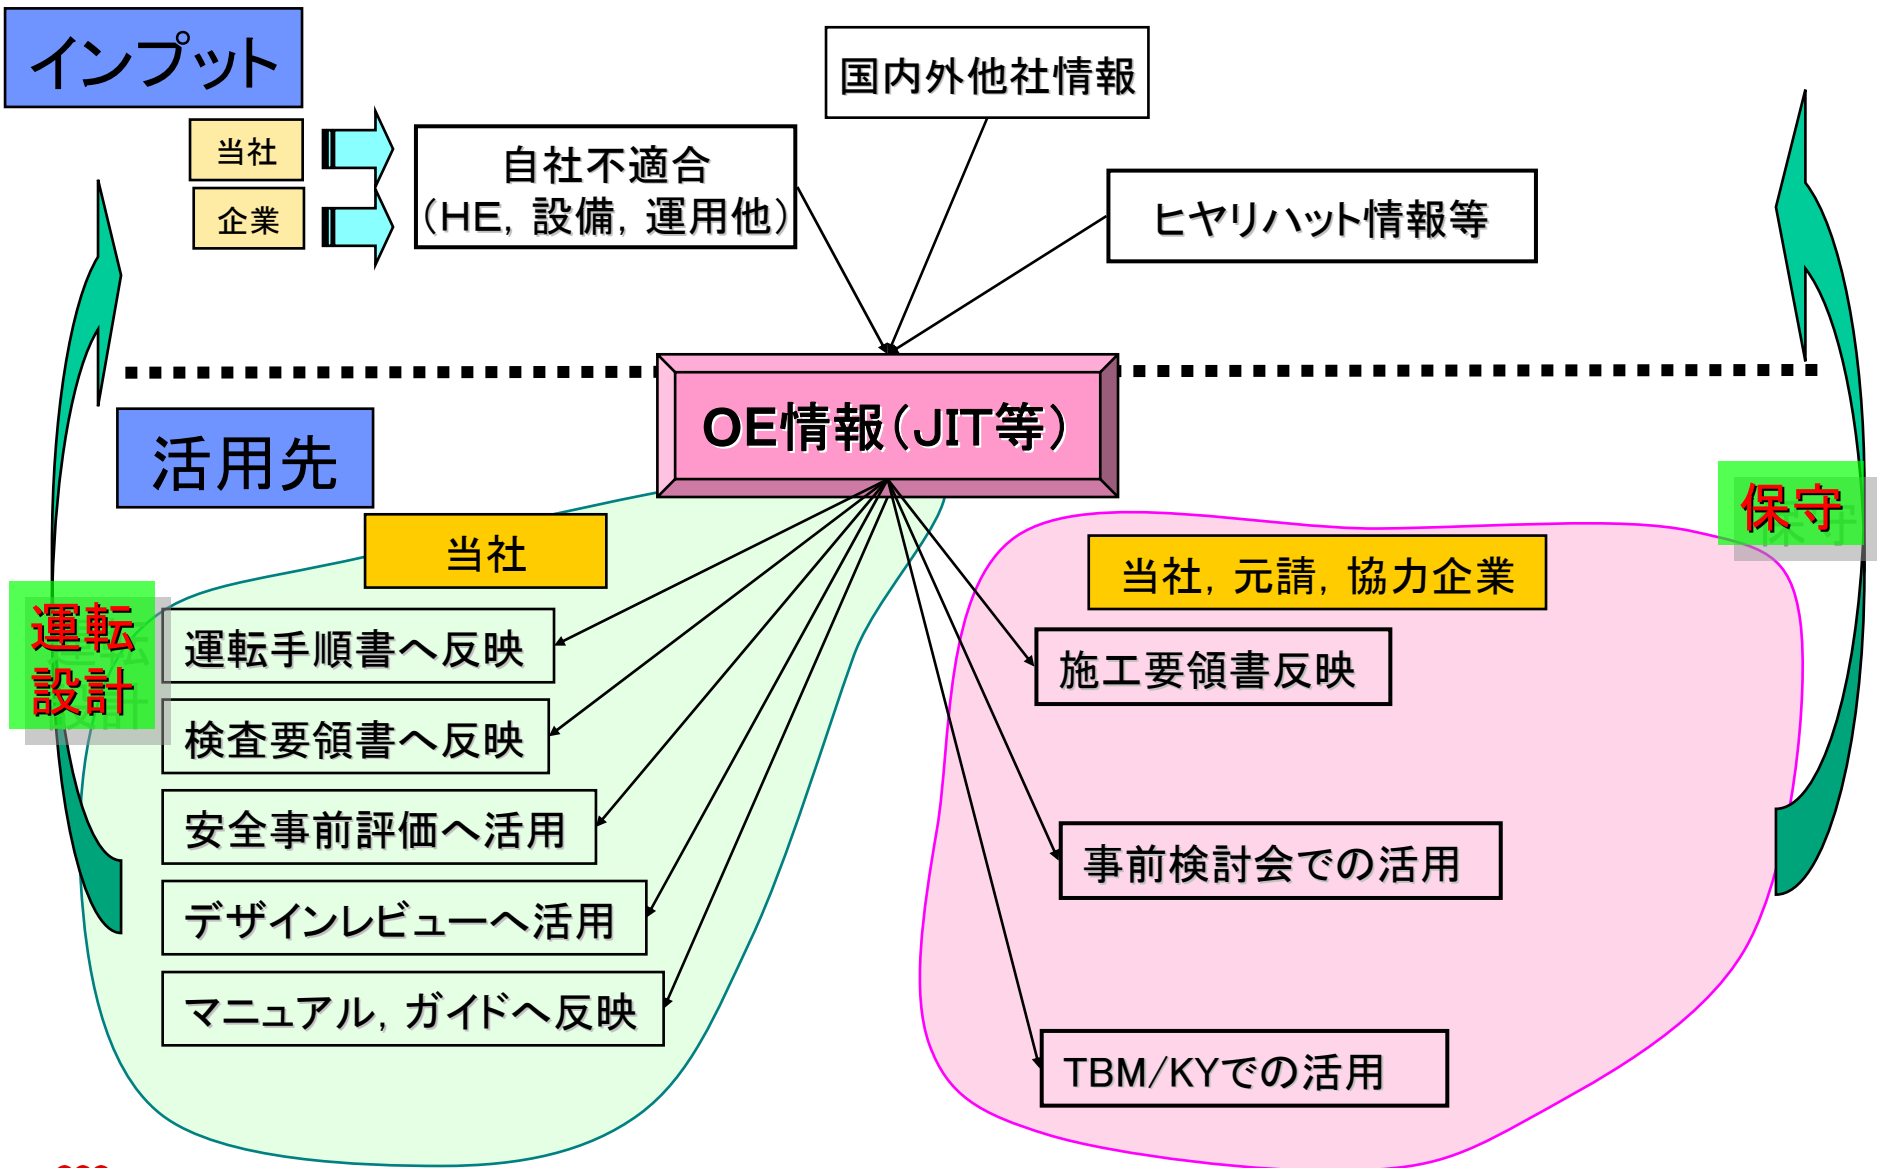 インプット
国内外他社情報
当社
企業
自社不適合
（HE，設備，運用他）
ヒヤリハット情報等
OE情報（JIT等）
活用先
当社
当社，元請，協力企業
保守
運転
設計
運転手順書へ反映
検査要領書へ反映
安全事前評価へ活用
デザインレビューへ活用
マニュアル，ガイドへ反映
施工要領書反映
事前検討会での活用
TBM/KYでの活用